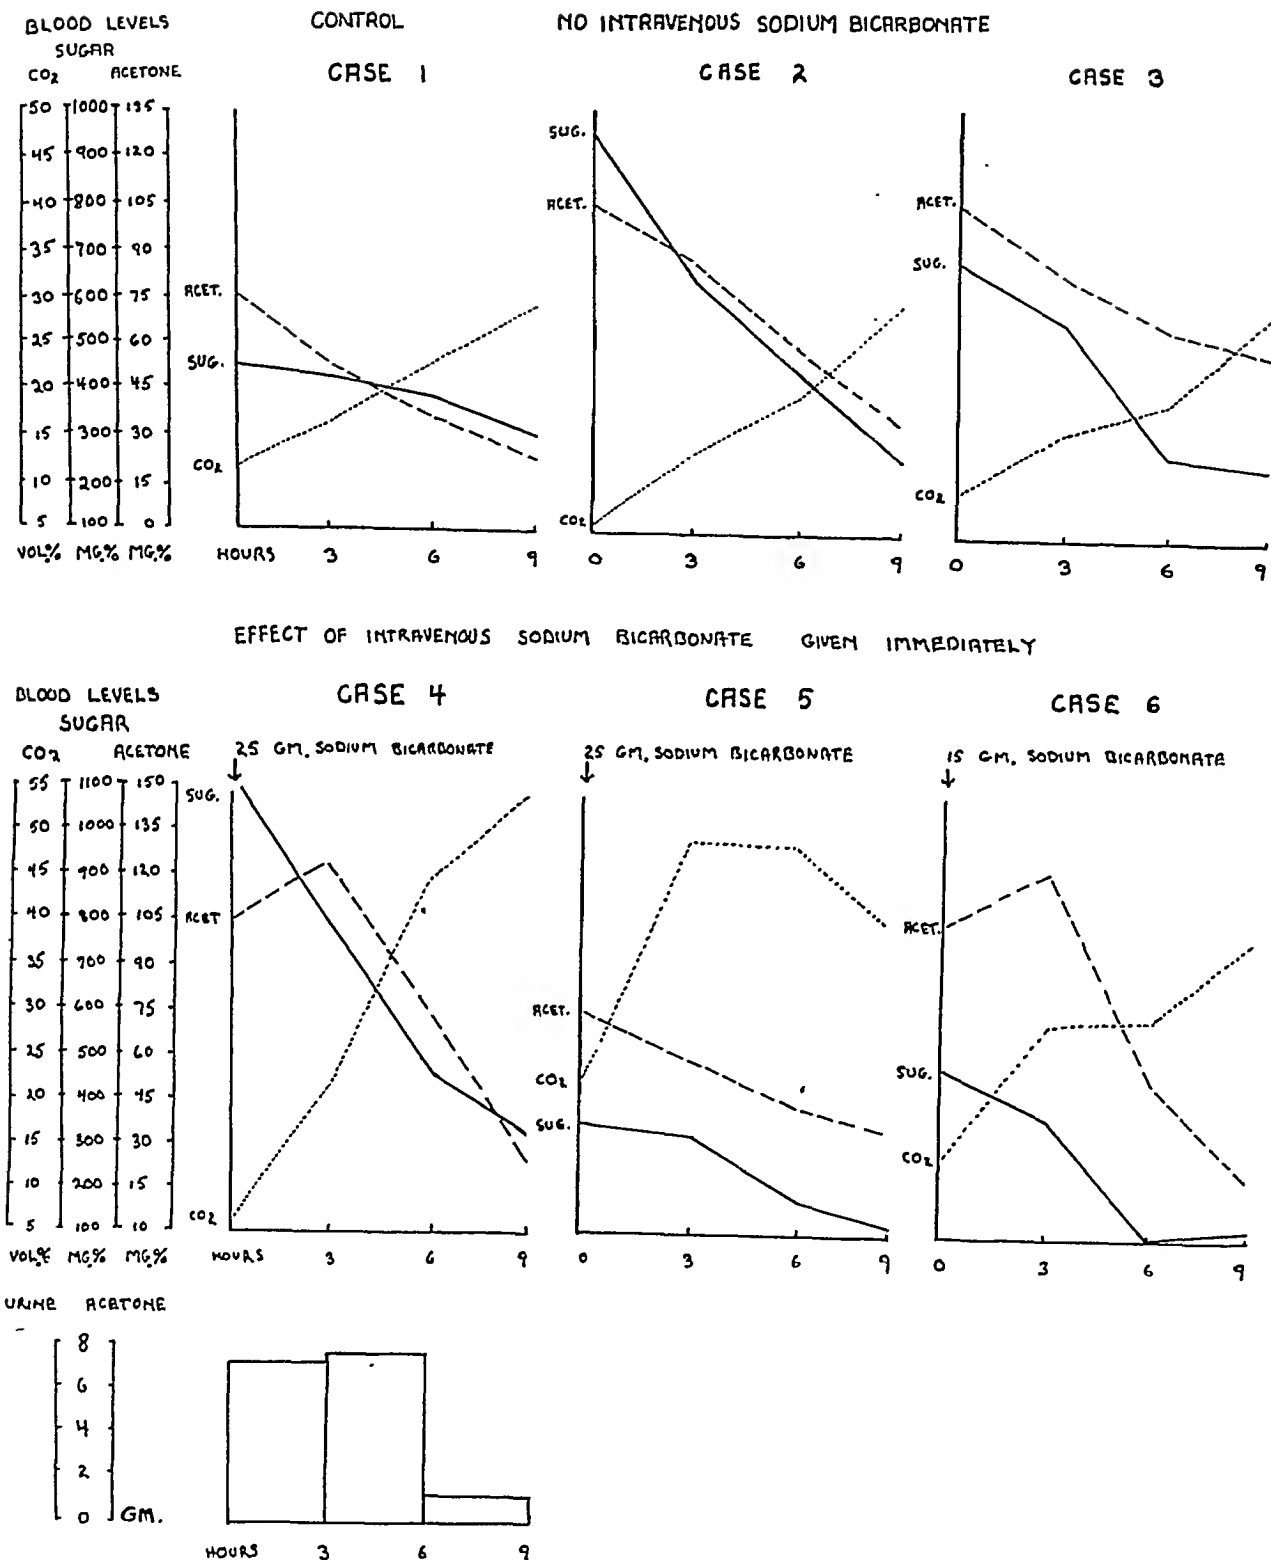 BLOOD LEVELS CONTROL NO INTRAVENOUS SODIUM BICARBONATE
SUGAR
CO2 ACETONE CASE 1 CASE 2 CASE 3
50 1000 135
SUG.
45 900 120
40 800 105 ACET. ACET.
35 700 90
SUG.
30 600 75 ACET.
25 500 60
SUG.
20 400 45
15 300 30
CO2
10 200 15
CO2
5 100 0 CO2
VOL.% MG.% MG.% HOURS 3 6 9 0 3 6 9 0 3 6 9
EFFECT OF INTRAVENOUS SODIUM BICARBONATE GIVEN IMMEDIATELY
BLOOD LEVELS CASE 4 CASE 5 CASE 6
SUGAR
CO2 ACETONE 25 GM. SODIUM BICARBONATE 25 GM. SODIUM BICARBONATE 15 GM. SODIUM BICARBONATE
55 1100 150 SUG.
50 1000 135
45 900 120
40 800 105 ACET ACET.
35 700 90
30 600 75 ACET.
25 500 60
SUG.
20 400 45 CO2
15 300 30 SUG.
CO2
10 200 15
5 100 10 CO2
VOL.% MG.% MG.% HOURS 3 6 9 0 3 6 9 0 3 6 9
URINE ACETONE
8
6
4
2
0 GM.
HOURS 3 6 9